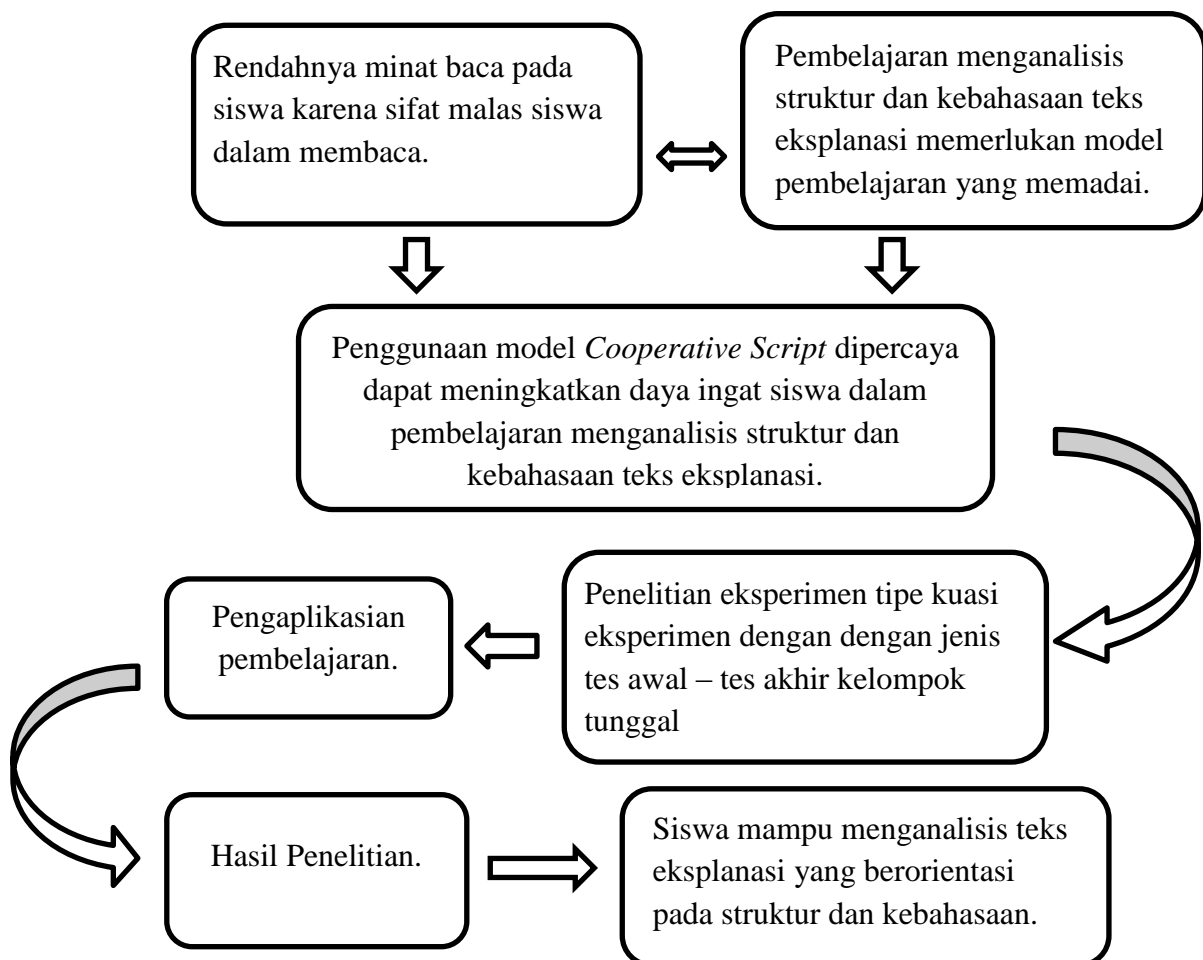 Rendahnya minat baca pada
siswa karena sifat malas siswa
dalam membaca.
Pembelajaran menganalisis
struktur dan kebahasaan teks
eksplanasi memerlukan model
pembelajaran yang memadai.
Penggunaan model Cooperative Script dipercaya
dapat meningkatkan daya ingat siswa dalam
pembelajaran menganalisis struktur dan
kebahasaan teks eksplanasi.
Penelitian eksperimen tipe kuasi
eksperimen dengan dengan jenis
tes awal – tes akhir kelompok
tunggal
Pengaplikasian
pembelajaran.
Hasil Penelitian.
Siswa mampu menganalisis teks
eksplanasi yang berorientasi
pada struktur dan kebahasaan.